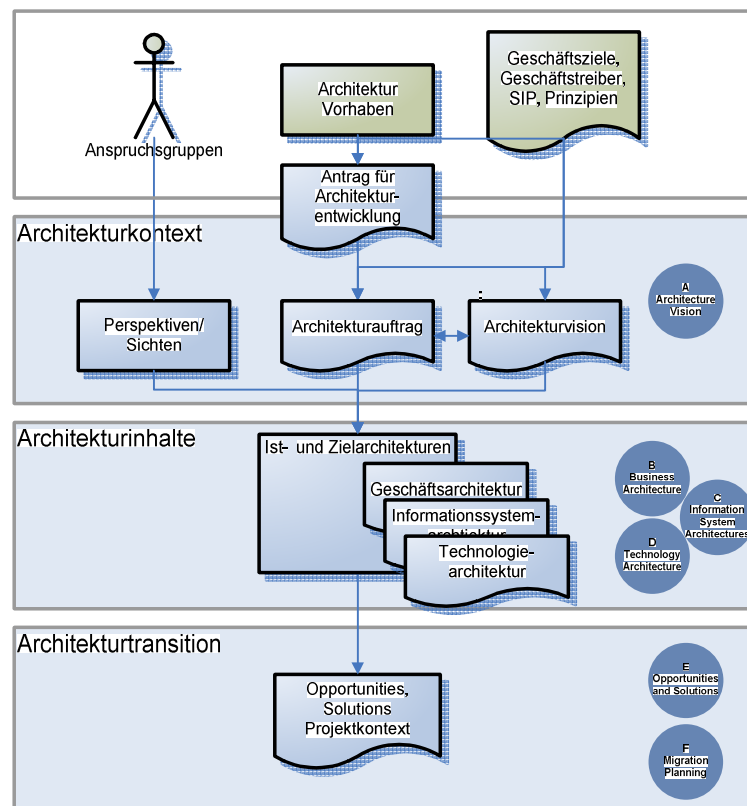 Anspruchsgruppen
Architektur
Vorhaben
Geschäftsziele,
Geschäftstreiber,
SIP, Prinzipien
Antrag für
Architektur-
entwicklung
Architekturkontext
Perspektiven/
Sichten
Architekturauftrag
Architekturvision
A
Architecture
Vision
Architekturinhalte
Ist- und Zielarchitekturen
Geschäftsarchitektur
Informationssystem-
Technologie-
architektur
B
Business
Architecture
C
Information
System
Architectures
D
Technology
Architecture
Architekturtransition
Opportunities,
Solutions
Projektkontext
E
Opportunities
and Solutions
F
Migration
Planning